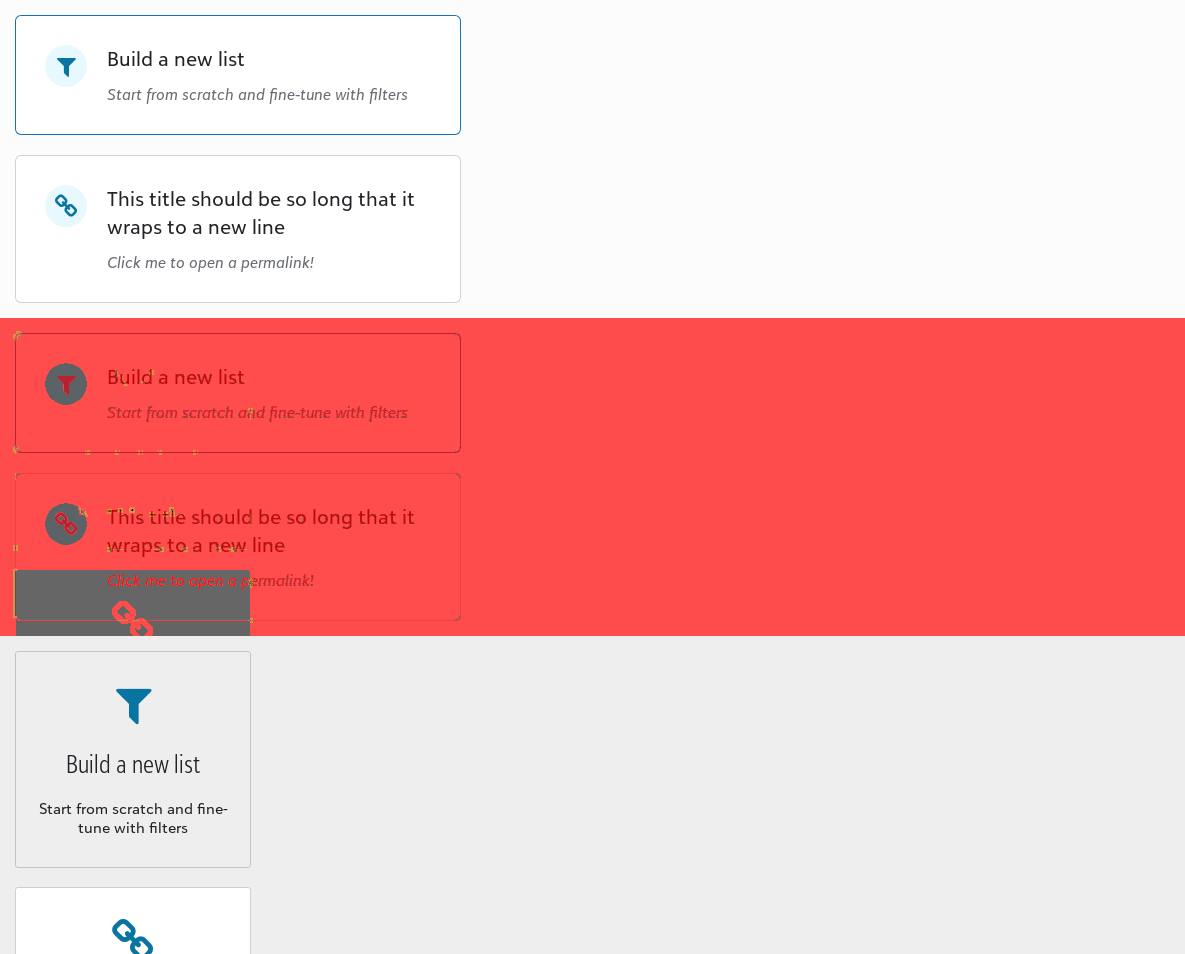 Build a new list
Start from scratch and fine-tune with filters
This title should be so long that it
wraps to a new line
Click me to open a permalink!
Build a new list
Start from scratch and fine-tune with filters
This title should be so long that it
wraps to a new line
Click me to open a permalink!
Build a new list
Start from scratch and fine-
tune with filters